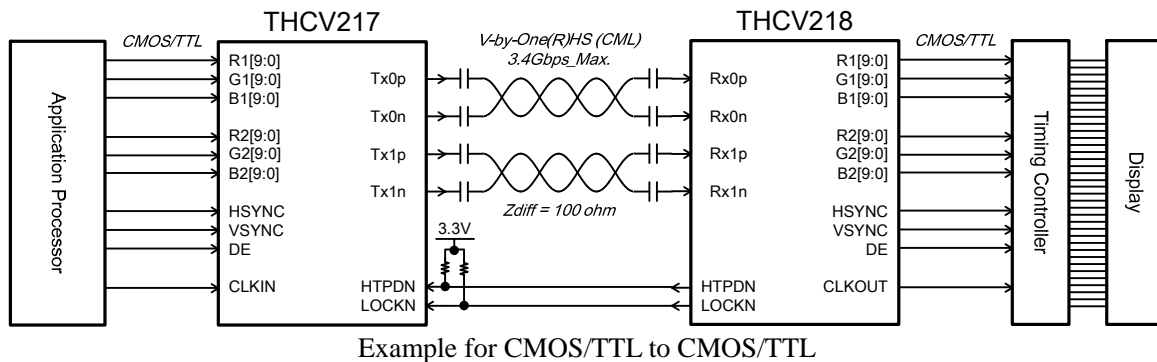 THCV217
THCV218
CMOS/TTL
V-by-One(R)HS (CML)
3.4Gbps_Max.
CMOS/TTL
Application Processor
R1[9:0]
G1[9:0]
B1[9:0]
R2[9:0]
G2[9:0]
B2[9:0]
HSYNC
VSYNC
DE
CLKIN
Tx0p
Tx0n
Tx1p
Tx1n
HTPDN
LOCKN
Zdiff = 100 ohm
3.3V
Rx0p
Rx0n
Rx1p
Rx1n
HTPDN
LOCKN
R1[9:0]
G1[9:0]
B1[9:0]
R2[9:0]
G2[9:0]
B2[9:0]
HSYNC
VSYNC
DE
CLKOUT
Timing Controller
Display
Example for CMOS/TTL to CMOS/TTL